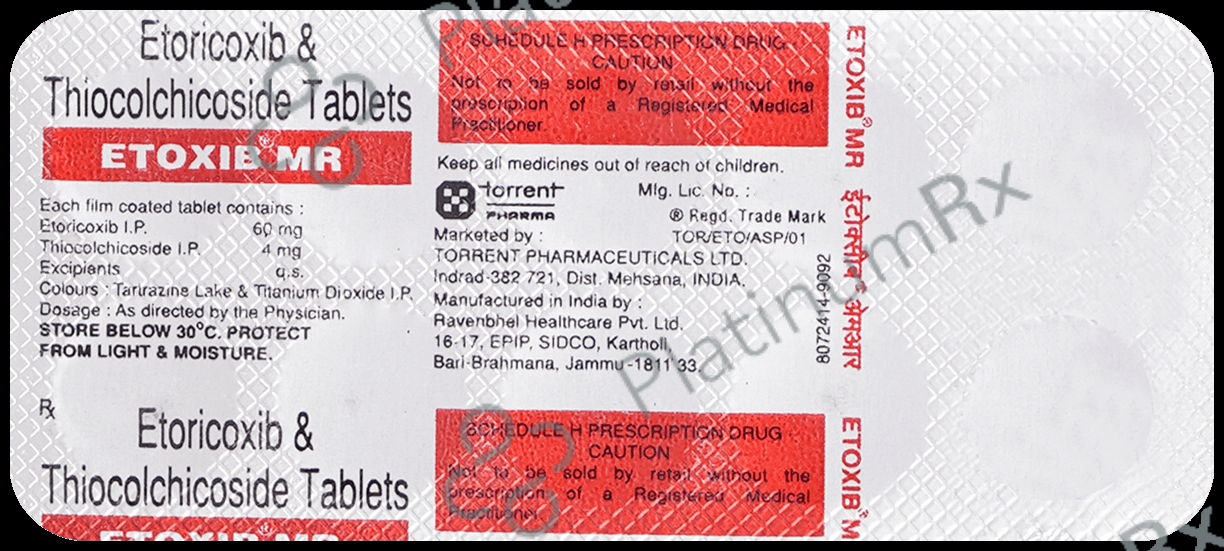 Etoricoxib &
Thiocolchicoside Tablets
ETOXIB® MR
Each film coated tablet contains :
Etoricoxib I.P. 60 mg
Thiocolchicoside I.P. 4 mg
Excipients q.s.
Colours : Tartrazine Lake & Titanium Dioxide I.P.
Dosage : As directed by the Physician.
STORE BELOW 30°C. PROTECT
FROM LIGHT & MOISTURE.
Rx
Etoricoxib &
Thiocolchicoside Tablets
ETOXIB MR
SCHEDULE H PRESCRIPTION DRUG
CAUTION
Not to be sold by retail without the
prescription of a Registered Medical
Practitioner.
Keep all medicines out of reach of children.
torrent
PHARMA
Mfg. Lic. No. :
® Regd. Trade Mark
Marketed by : TOR/ETO/ASP/01
TORRENT PHARMACEUTICALS LTD.
Indrad-382 721, Dist. Mehsana, INDIA.
Manufactured in India by :
Ravenbhel Healthcare Pvt. Ltd.
16-17, EPIP, SIDCO, Kartholi,
Bari-Brahmana, Jammu-181133.
SCHEDULE H PRESCRIPTION DRUG
CAUTION
Not to be sold by retail without the
prescription of a Registered Medical
Practitioner.
8072414-9092
ETOXIB® MR ईटोक्सीब® एमआर
ETOXIB® M
PlatinumRx